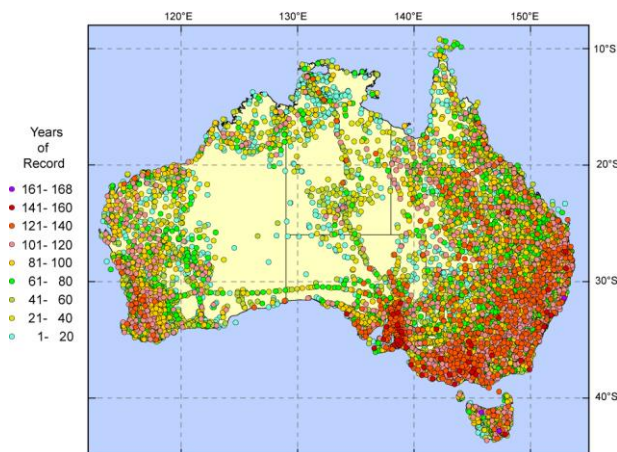 120°E 130°E 140°E 150°E
10°S
20°S
30°S
40°S
Years
of
Record
161- 168
141- 160
121- 140
101- 120
81- 100
61- 80
41- 60
21- 40
1- 20